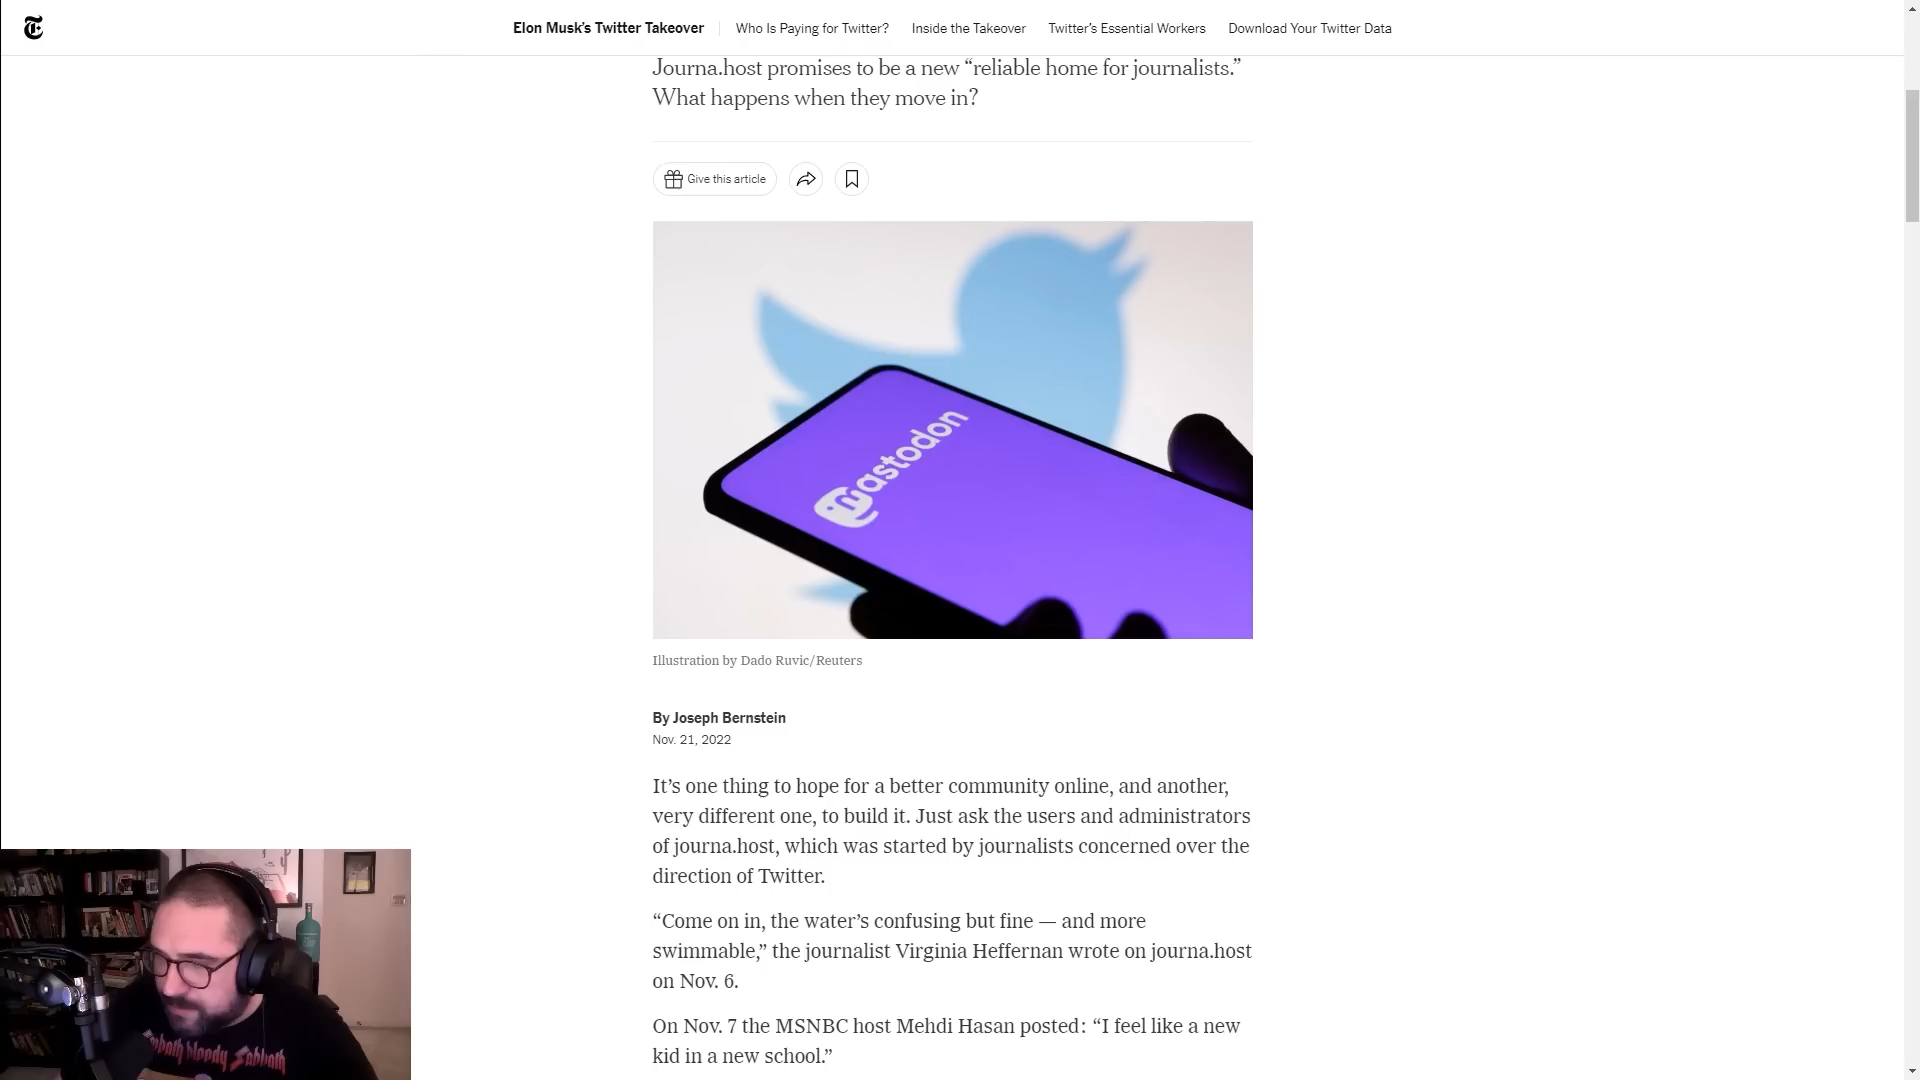 Elon Musk’s Twitter Takeover
Who Is Paying for Twitter?
Inside the Takeover
Twitter’s Essential Workers
Download Your Twitter Data
Journa.host promises to be a new “reliable home for journalists.”
What happens when they move in?
Give this article
mastodon
Illustration by Dado Ruvic/Reuters
By Joseph Bernstein
Nov. 21, 2022
It’s one thing to hope for a better community online, and another,
very different one, to build it. Just ask the users and administrators
of journa.host, which was started by journalists concerned over the
direction of Twitter.
“Come on in, the water’s confusing but fine — and more
swimmable,” the journalist Virginia Heffernan wrote on journa.host
on Nov. 6.
On Nov. 7 the MSNBC host Mehdi Hasan posted: “I feel like a new
kid in a new school.”
bloody Sabbath